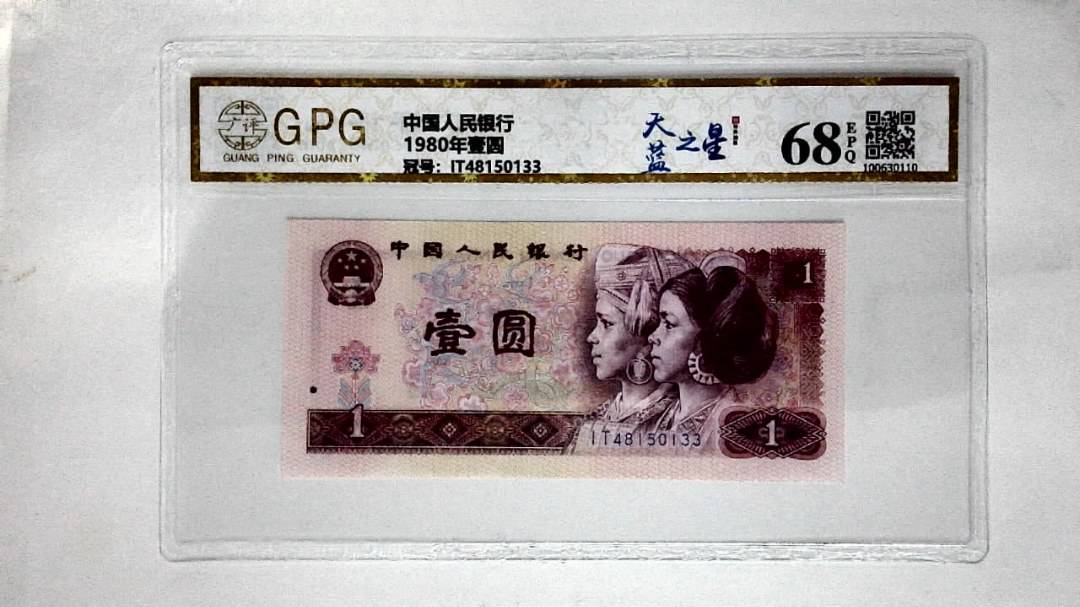 广评
GPG
GUANG PING GUARANTY
中国人民银行
1980年壹圆
冠号：IT48150133
天蓝之星
68
EPQ
100630110
中国人民银行
1
壹圆
1
IT48150133
1